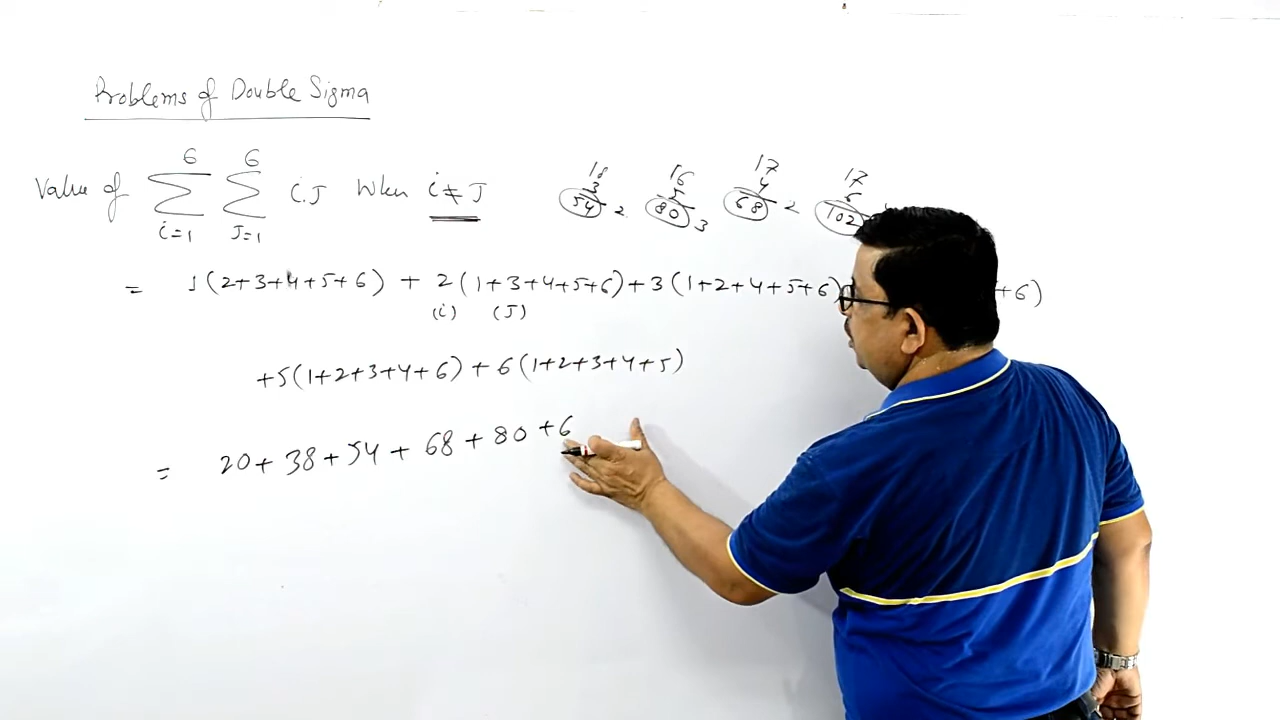 Problems of Double Sigma
Value of 6∑i=1 6∑J=1 i.J When i≠J
18 3 54 2
16 5 80 3
17 4 68 2
17 6 102
= 1(2+3+4+5+6) + 2(1+3+4+5+6)+3(1+2+4+5+6) +6)
(i) (J)
+5(1+2+3+4+6)+6(1+2+3+4+5)
= 20+38+54+68+80+6